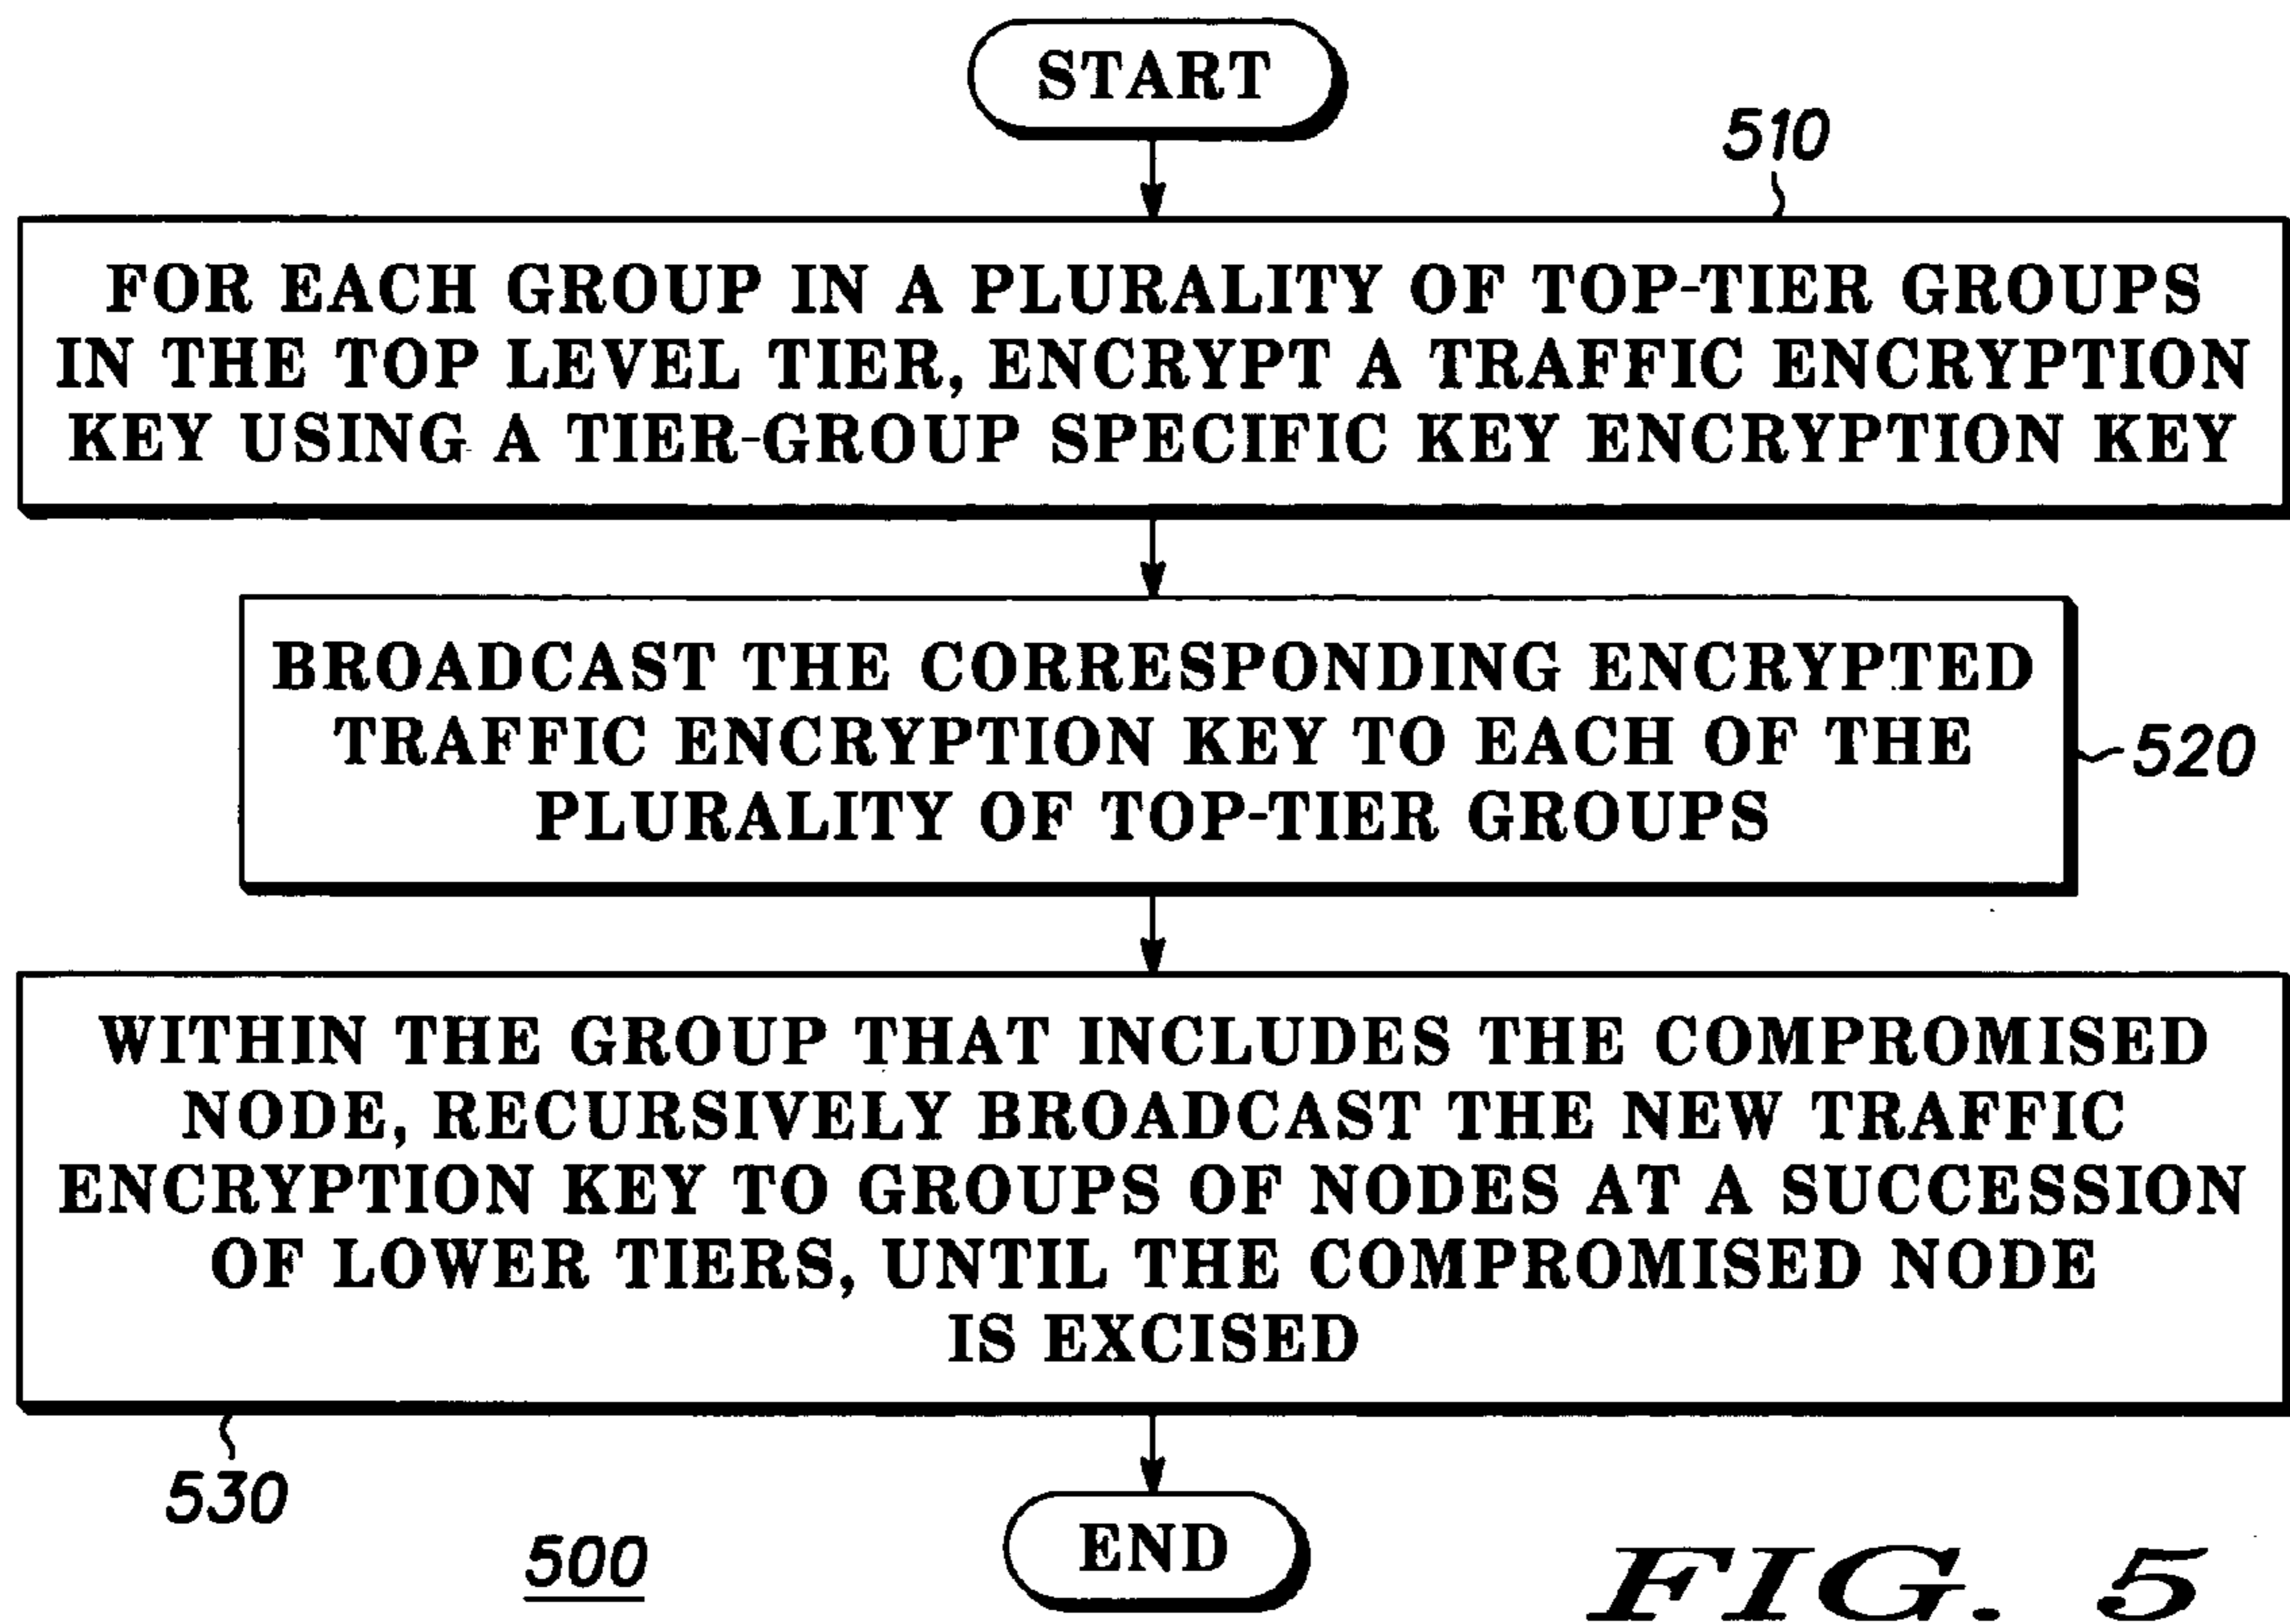 START
510
FOR EACH GROUP IN A PLURALITY OF TOP-TIER GROUPS
IN THE TOP LEVEL TIER, ENCRYPT A TRAFFIC ENCRYPTION
KEY USING A TIER-GROUP SPECIFIC KEY ENCRYPTION KEY
BROADCAST THE CORRESPONDING ENCRYPTED
TRAFFIC ENCRYPTION KEY TO EACH OF THE
PLURALITY OF TOP-TIER GROUPS
520
WITHIN THE GROUP THAT INCLUDES THE COMPROMISED
NODE, RECURSIVELY BROADCAST THE NEW TRAFFIC
ENCRYPTION KEY TO GROUPS OF NODES AT A SUCCESSION
OF LOWER TIERS, UNTIL THE COMPROMISED NODE
IS EXCISED
530
500
END
FIG. 5